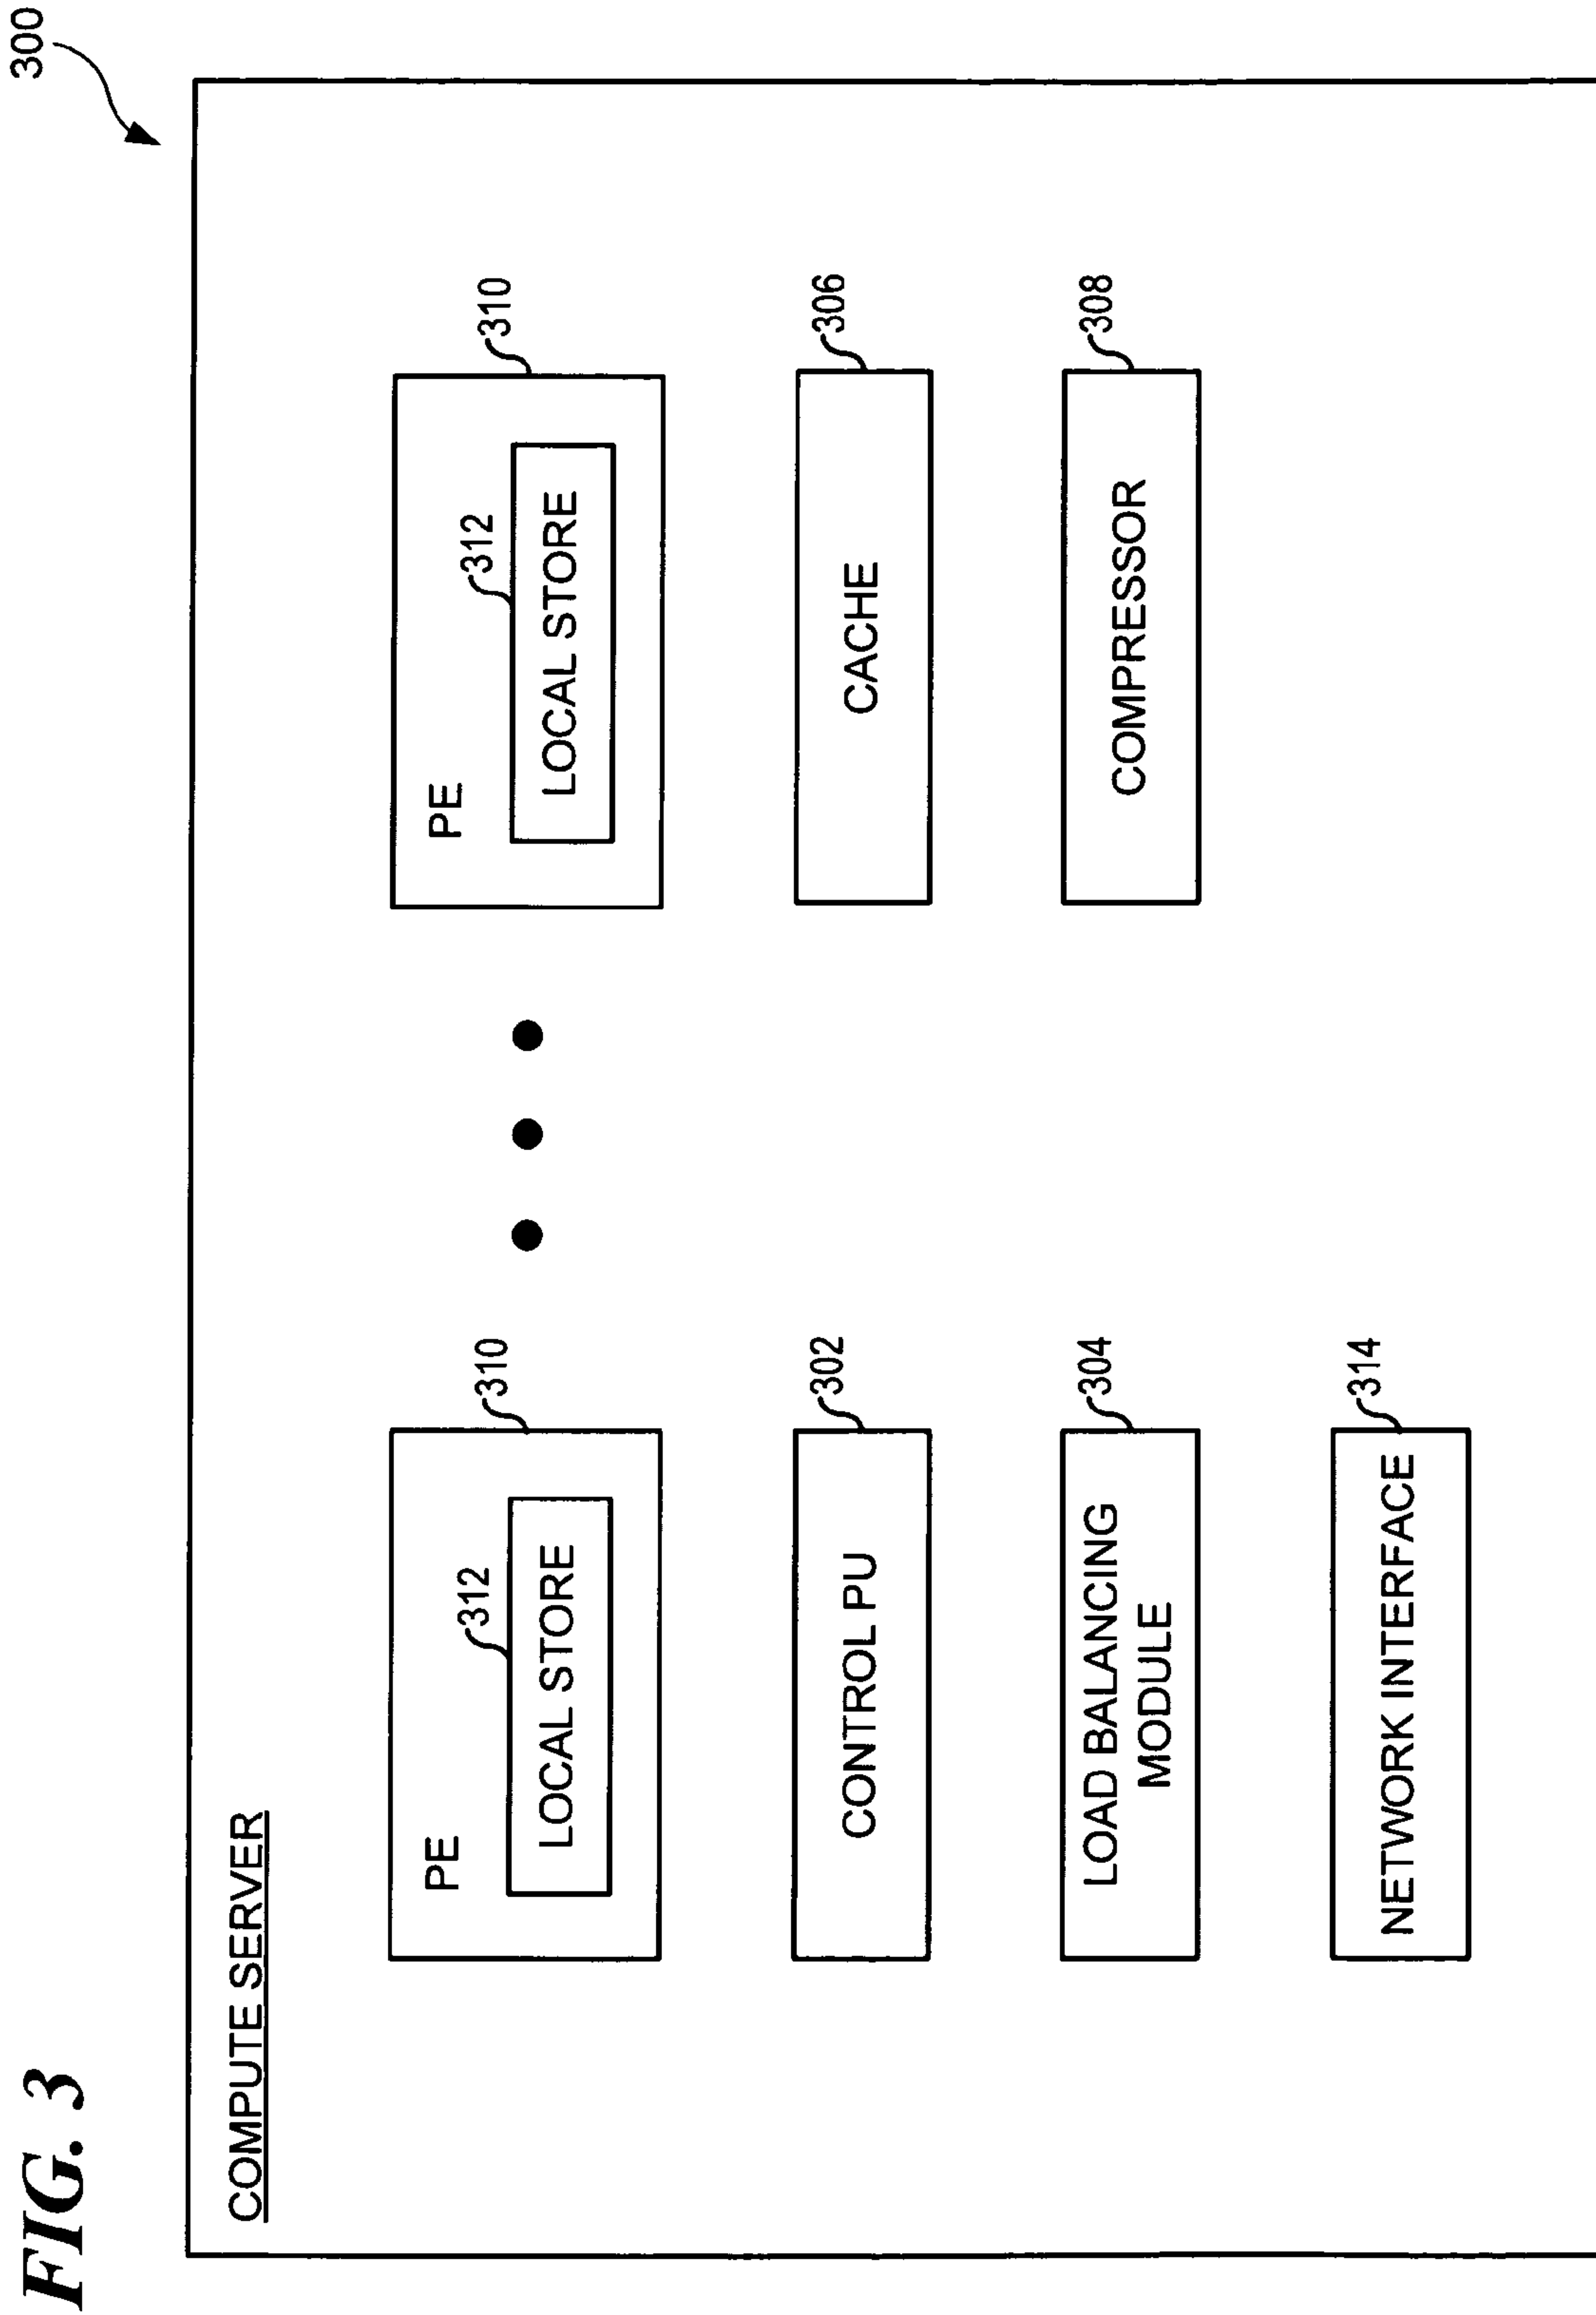 FIG. 3
300
COMPUTE SERVER
310
310
PE
312
LOCAL STORE
PE
312
LOCAL STORE
302
CONTROL PU
306
CACHE
304
LOAD BALANCING
MODULE
308
COMPRESSOR
314
NETWORK INTERFACE